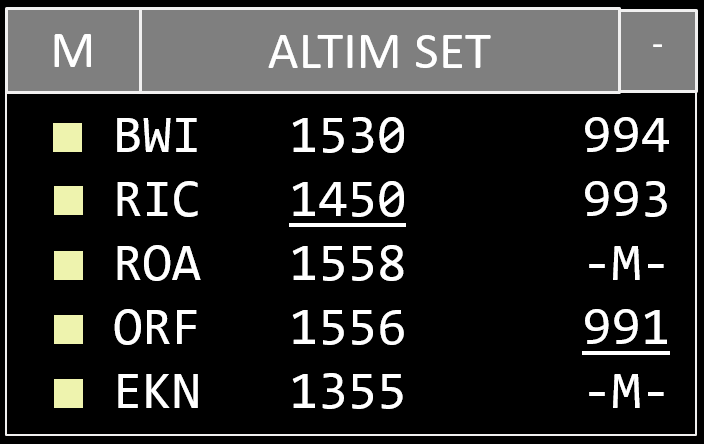 M ALTIM SET -
BWI 1530 994
RIC 1450 993
ROA 1558 -M-
ORF 1556 991
EKN 1355 -M-